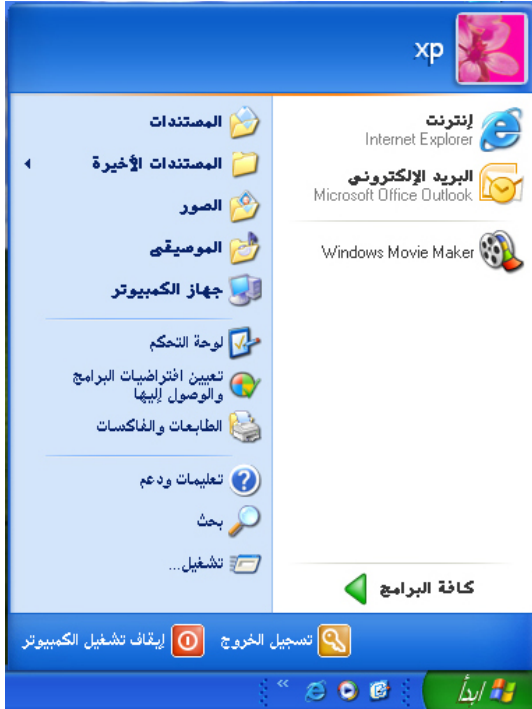 xp
إنترنت
Internet Explorer
البريد الإلكتروني
Microsoft Office Outlook
Windows Movie Maker
كافة البرامج
المستندات
المستندات الأخيرة
الصور
الموسيقى
جهاز الكمبيوتر
لوحة التحكم
تعيين افتراضيات البرامج
والوصول إليها
الطابعات والفاكسات
تعليمات ودعم
بحث
تشغيل...
تسجيل الخروج
إيقاف تشغيل الكمبيوتر
ابدأ